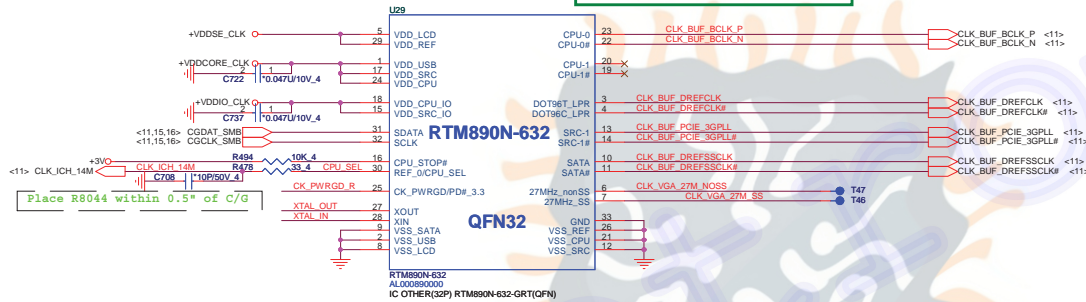 U29
+VDDSE_CLK 5 VDD_LCD CPU-0 23 CLK_BUF_BCLK_P CLK_BUF_BCLK_P <11>
29 VDD_REF CPU-0# 22 CLK_BUF_BCLK_N CLK_BUF_BCLK_N <11>
+VDDCORE_CLK 1 VDD_USB CPU-1 20
2 1 17 VDD_SRC CPU-1# 19
C722 *0.047U/10V_4 24 VDD_CPU
+VDDIO_CLK 18 VDD_CPU_IO DOT96T_LPR 3 CLK_BUF_DREFCLK CLK_BUF_DREFCLK <11>
2 1 15 VDD_SRC_IO DOT96C_LPR 4 CLK_BUF_DREFCLK# CLK_BUF_DREFCLK# <11>
C737 *0.047U/10V_4
<11,15,16> CGDAT_SMB 31 SDATA RTM890N-632 SRC-1 13 CLK_BUF_PCIE_3GPLL CLK_BUF_PCIE_3GPLL <11>
<11,15,16> CGCLK_SMB 32 SCLK SRC-1# 14 CLK_BUF_PCIE_3GPLL# CLK_BUF_PCIE_3GPLL# <11>
+3V R494 10K_4 16 CPU_STOP# SATA 10 CLK_BUF_DREFSSCLK CLK_BUF_DREFSSCLK <11>
<11> CLK_ICH_14M CLK_ICH_14M R478 33_4 CPU_SEL 30 REF_0/CPU_SEL SATA# 11 CLK_BUF_DREFSSCLK# CLK_BUF_DREFSSCLK# <11>
C708 *10P/50V_4
CK_PWRGD_R 25 CK_PWRGD/PD#_3.3 27MHz_nonSS 6 CLK_VGA_27M_NOSS T47
Place R8044 within 0.5" of C/G
27MHz_SS 7 CLK_VGA_27M_SS T46
XTAL_OUT 27 XOUT
XTAL_IN 28 XIN QFN32 GND 33
9 VSS_SATA VSS_REF 26
2 VSS_USB VSS_CPU 21
8 VSS_LCD VSS_SRC 12
RTM890N-632
AL000890000
IC OTHER(32P) RTM890N-632-GRT(QFN)